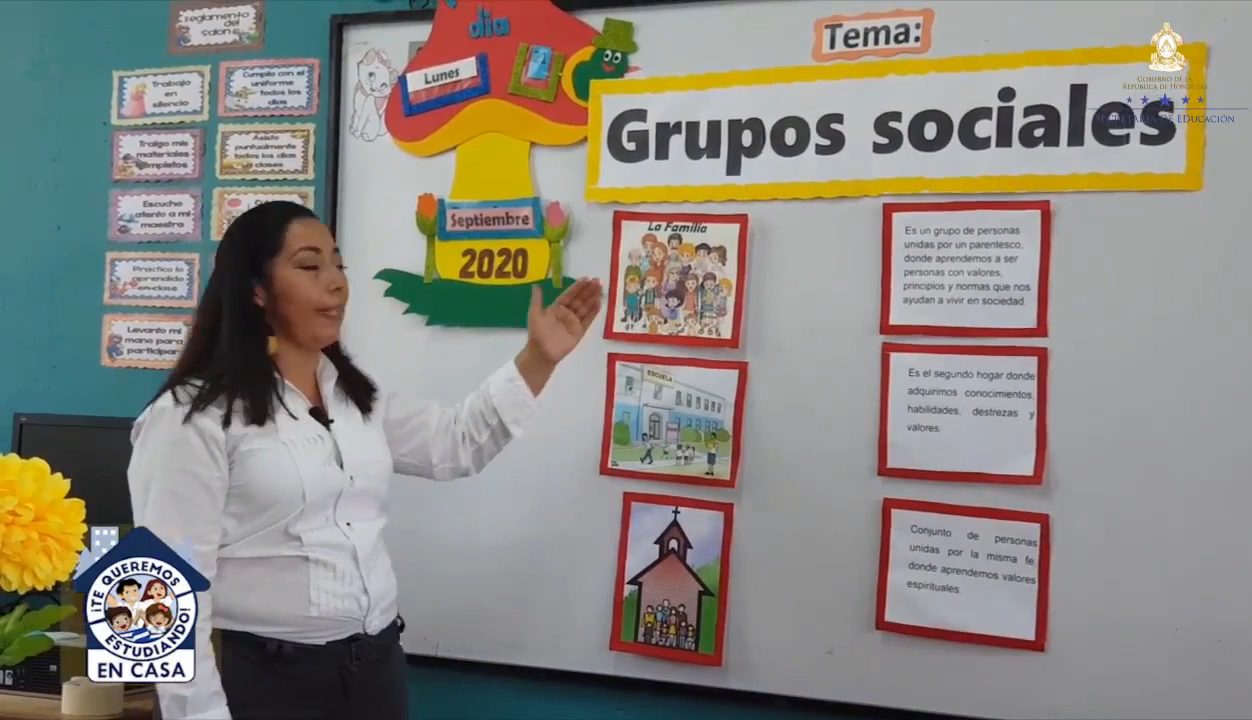 Reglamento
del
salon
Trabajo
en
silencio
Cumplo con el
uniforme
todos los
dias
Traigo mis
materiales
completos
Asisto
puntualmente
todos los dias
a clases
Escucho
atento a mi
maestra
Practico lo
aprendido
en clase
Levanto mi
mano para
participar
dia
Lunes
Septiembre
2020
Tema:
Grupos sociales
GOBIERNO DE LA
REPÚBLICA DE HONDURAS
SECRETARÍA DE EDUCACIÓN
La Familia
Es un grupo de personas
unidas por un parentesco,
donde aprendemos a ser
personas con valores,
principios y normas que nos
ayudan a vivir en sociedad.
ESCUELA
Es el segundo hogar donde
adquirimos conocimientos,
habilidades, destrezas y
valores.
Conjunto de personas
unidas por la misma fe,
donde aprendemos valores
espirituales.
¡TE QUEREMOS
ESTUDIANDO!
EN CASA